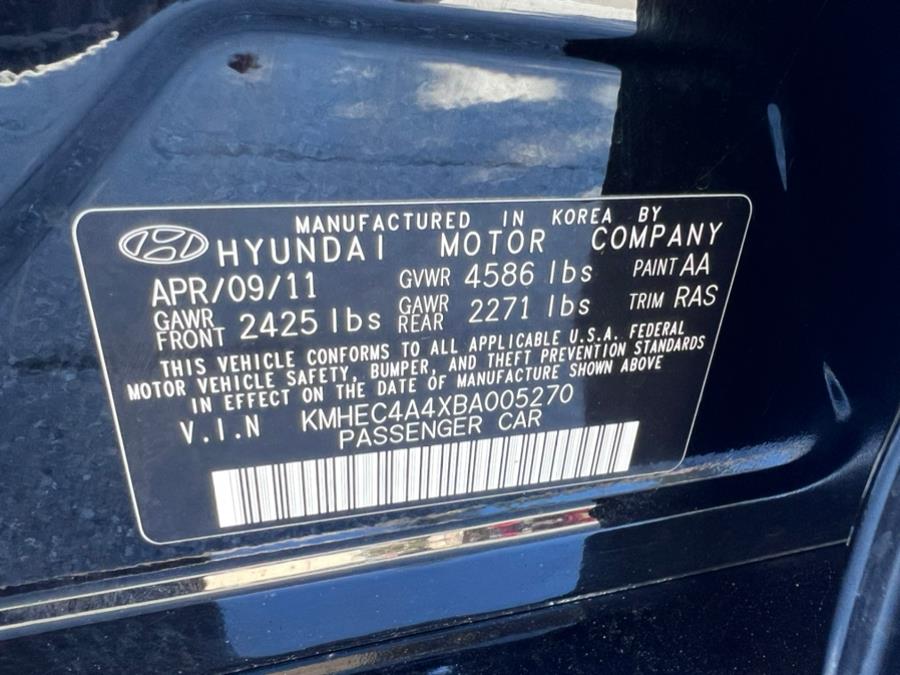 MANUFACTURED IN KOREA BY
HYUNDAI MOTOR COMPANY
APR/09/11 GVWR 4586 lbs PAINT AA
GAWR FRONT 2425 lbs GAWR REAR 2271 lbs TRIM RAS
THIS VEHICLE CONFORMS TO ALL APPLICABLE U.S.A. FEDERAL
MOTOR VEHICLE SAFETY, BUMPER, AND THEFT PREVENTION STANDARDS
IN EFFECT ON THE DATE OF MANUFACTURE SHOWN ABOVE
V.I.N KMHEC4A4XBA005270
PASSENGER CAR